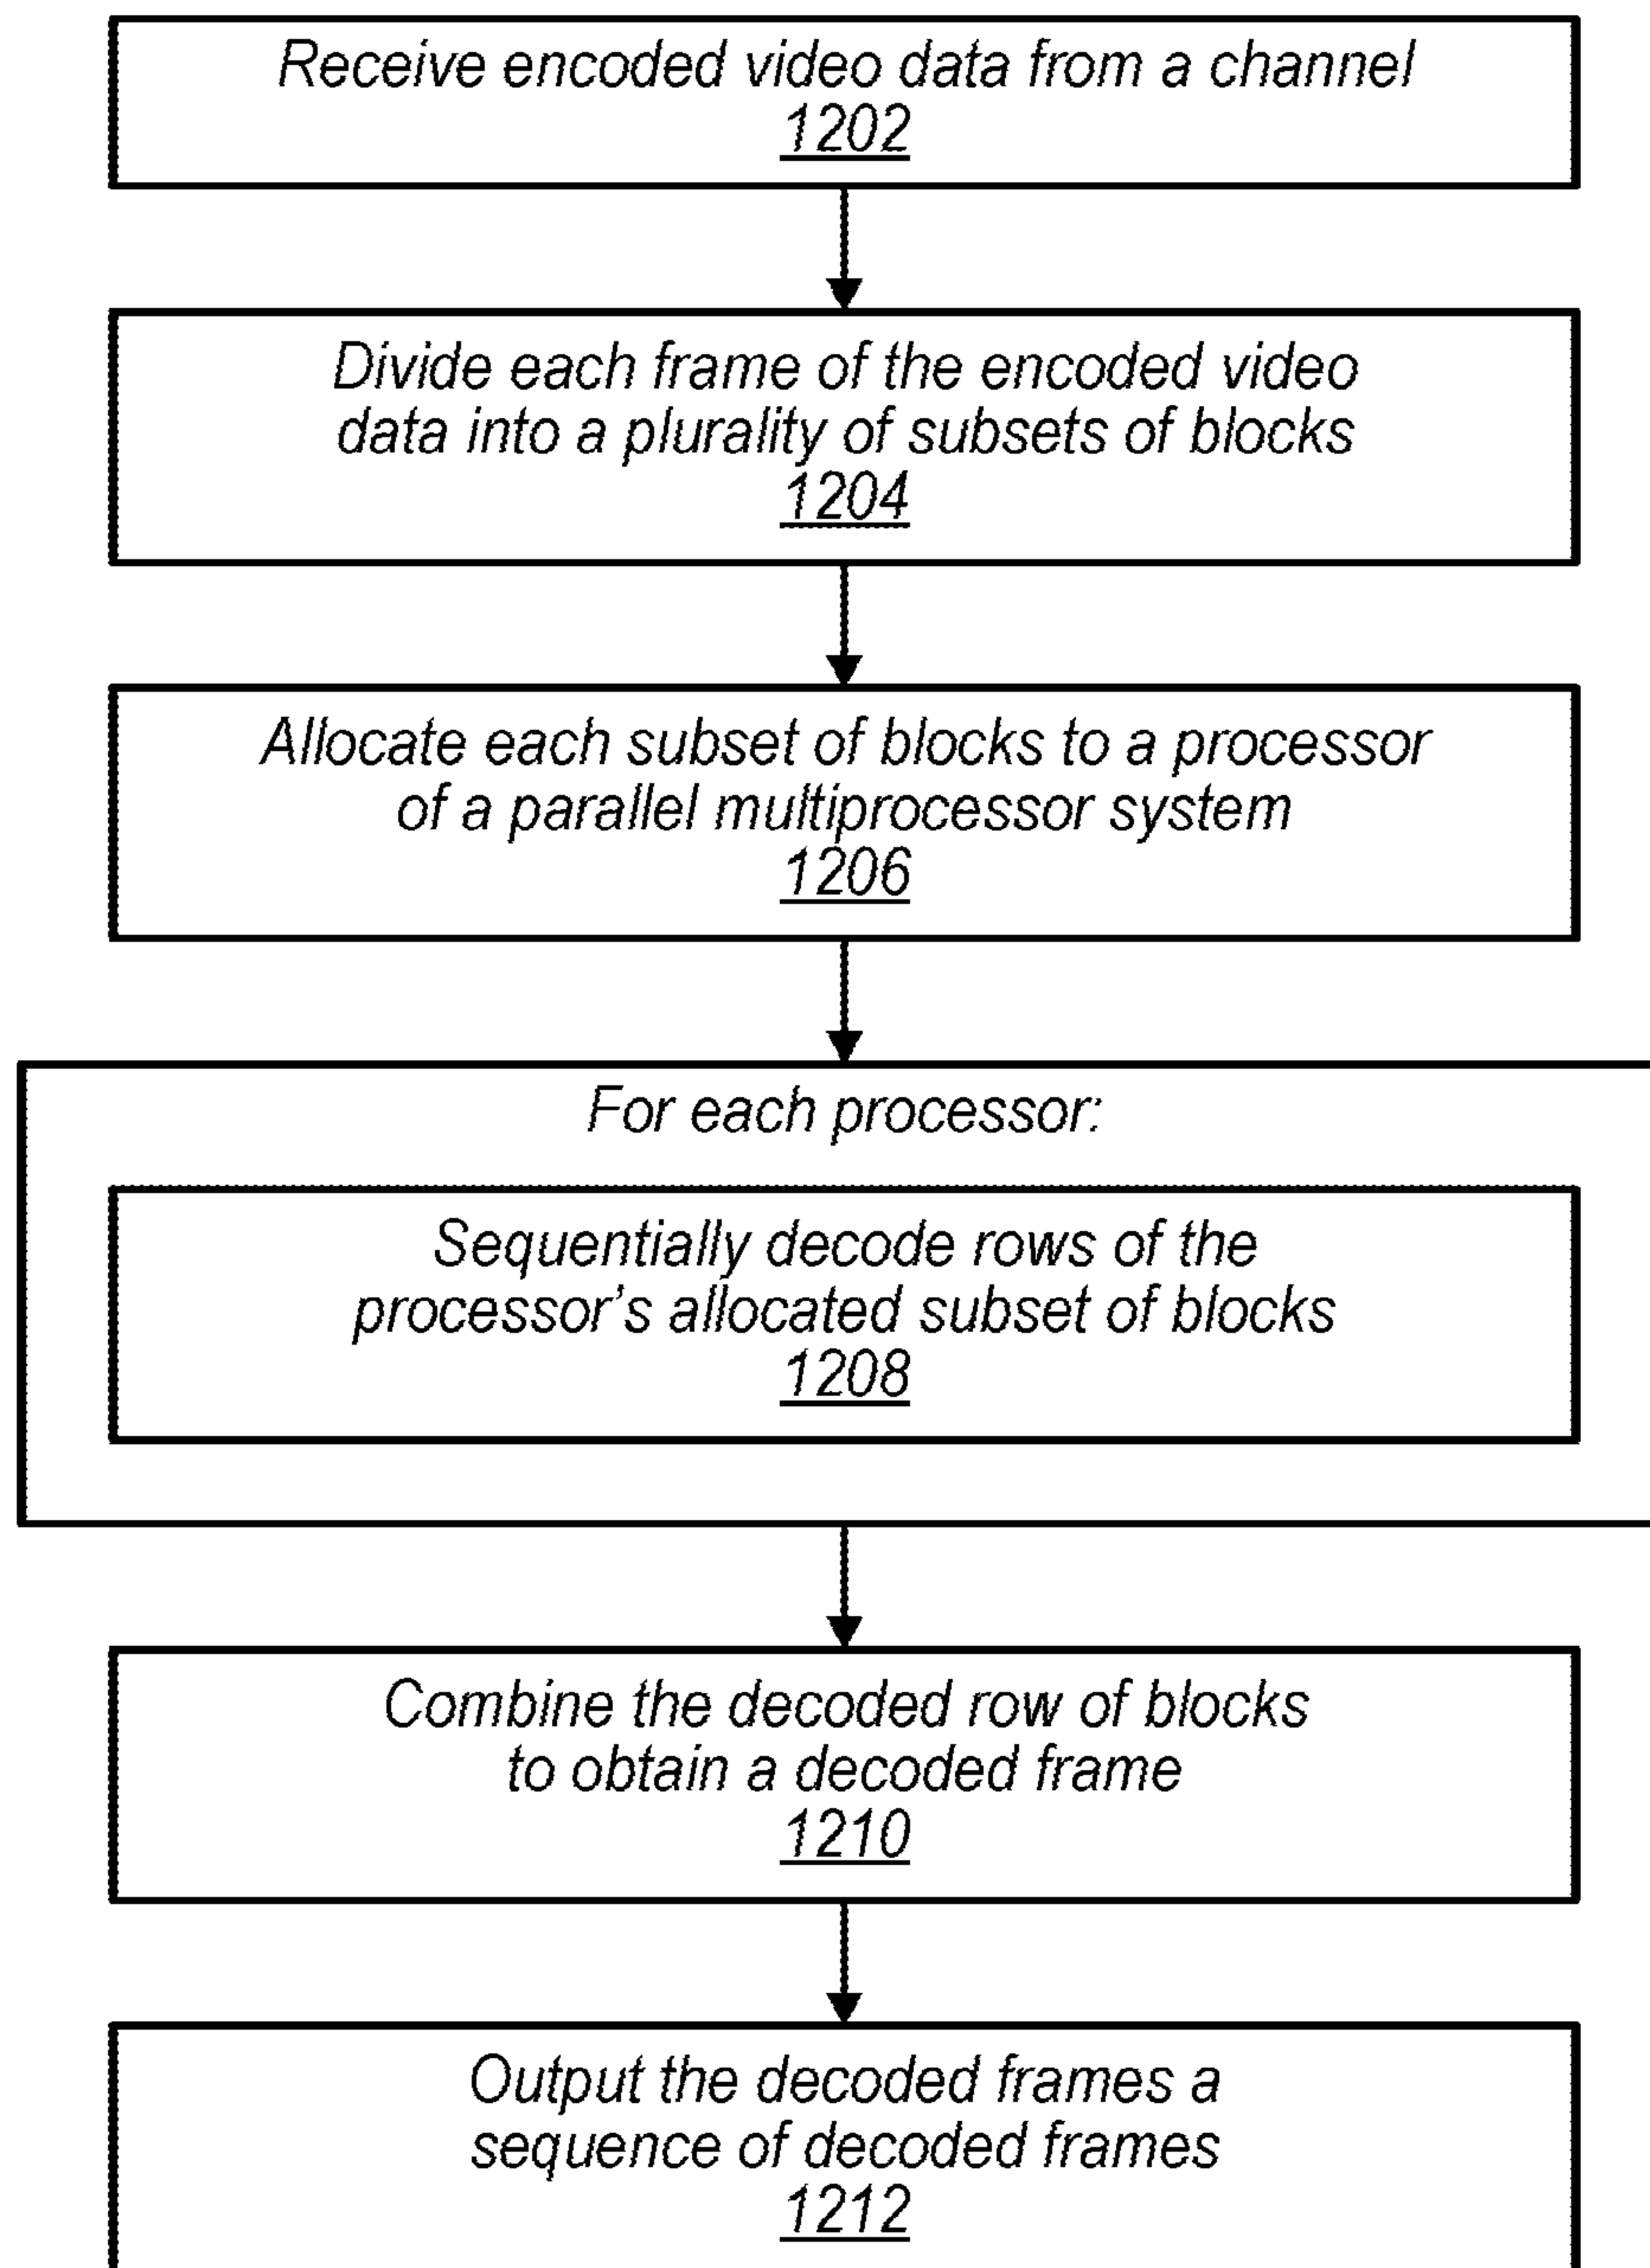 Receive encoded video data from a channel
1202
Divide each frame of the encoded video
data into a plurality of subsets of blocks
1204
Allocate each subset of blocks to a processor
of a parallel multiprocessor system
1206
For each processor:
Sequentially decode rows of the
processor's allocated subset of blocks
1208
Combine the decoded row of blocks
to obtain a decoded frame
1210
Output the decoded frames a
sequence of decoded frames
1212